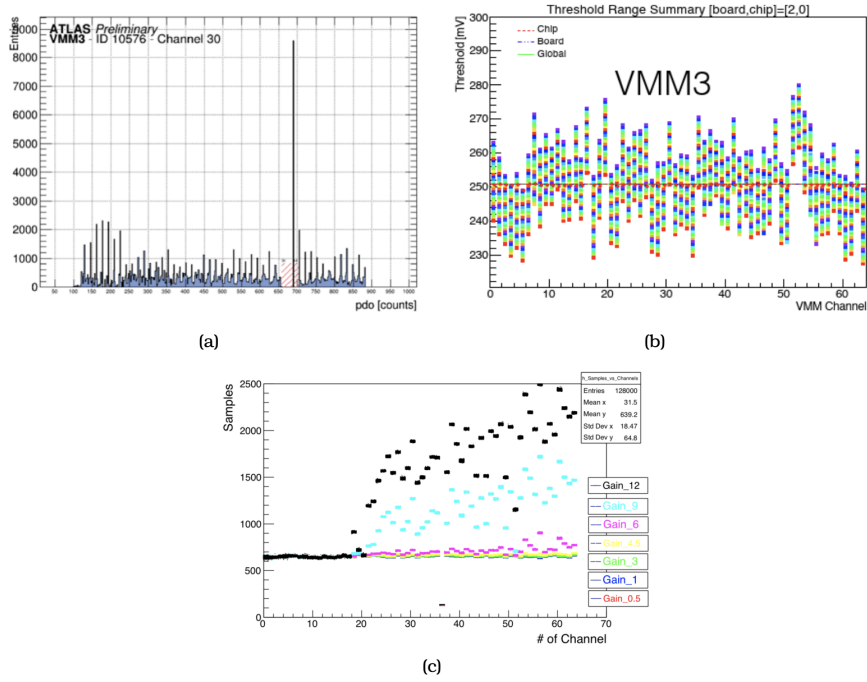 ATLAS Preliminary
VMM3 - ID 10576 - Channel 30
Entries
9000
8000
7000
6000
5000
4000
3000
2000
1000
0
50 100 150 200 250 300 350 400 450 500 550 600 650 700 750 800 850 900 950 1000
pdo [counts]
(a)
Threshold Range Summary [board,chip]=[2,0]
Threshold [mV]
300
290
280
270
260
250
240
230
Chip
Board
Global
VMM3
0 10 20 30 40 50 60
VMM Channel
(b)
Samples
2500
2000
1500
1000
500
0
0 10 20 30 40 50 60 70
# of Channel
h_Samples_vs_Channels
Entries 128000
Mean x 31.5
Mean y 639.2
Std Dev x 18.47
Std Dev y 64.8
Gain_12
Gain_9
Gain_6
Gain_4.5
Gain_3
Gain_1
Gain_0.5
(c)